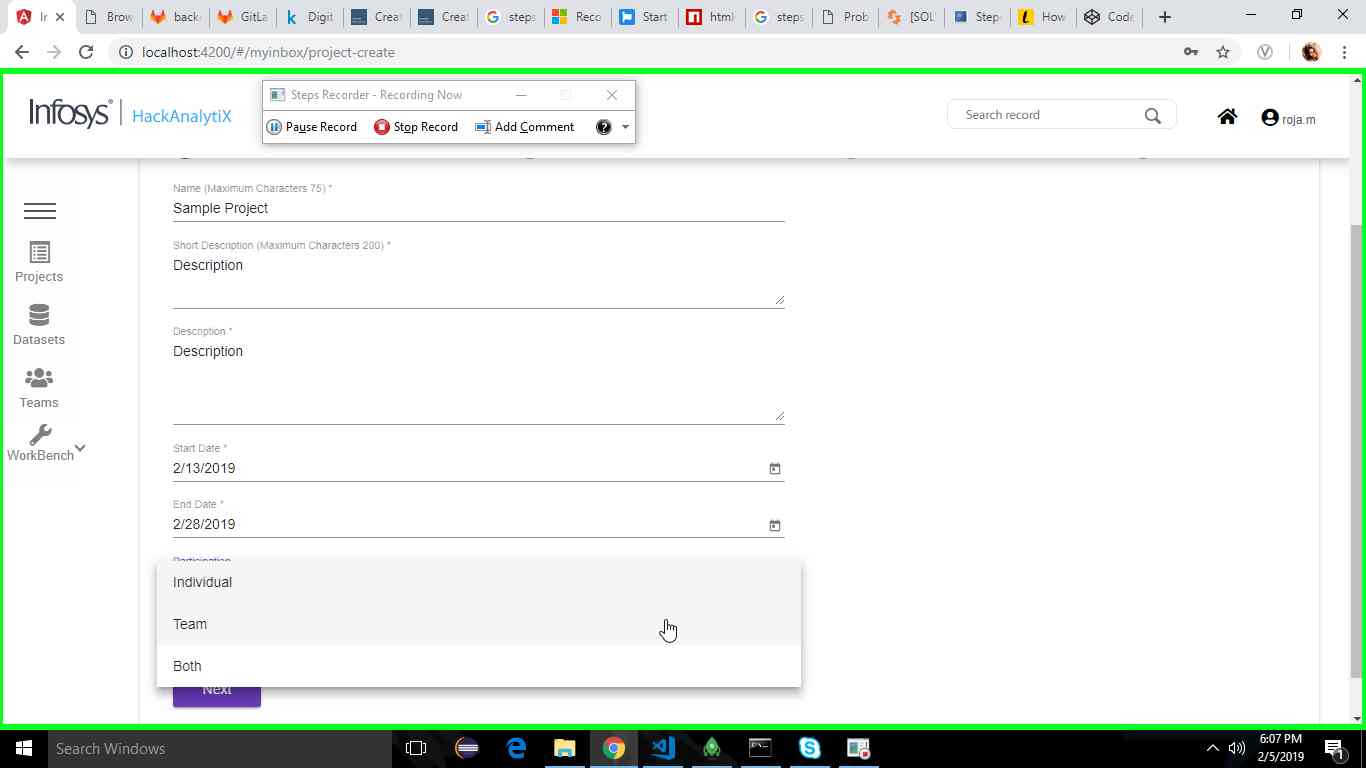 Ir
Brow
back
GitLa
Digit
Creat
Creat
steps
Reco
Start
html
steps
Prob
[SOL
Step
How
Code
localhost:4200/#/myinbox/project-create
Steps Recorder - Recording Now
Pause Record Stop Record Add Comment
Infosys | HackAnalytiX
Search record
roja.m
Projects
Datasets
Teams
WorkBench
Name (Maximum Characters 75) *
Sample Project
Short Description (Maximum Characters 200) *
Description
Description *
Description
Start Date *
2/13/2019
End Date *
2/28/2019
Participation
Individual
Team
Both
Next
Search Windows
6:07 PM
2/5/2019
1